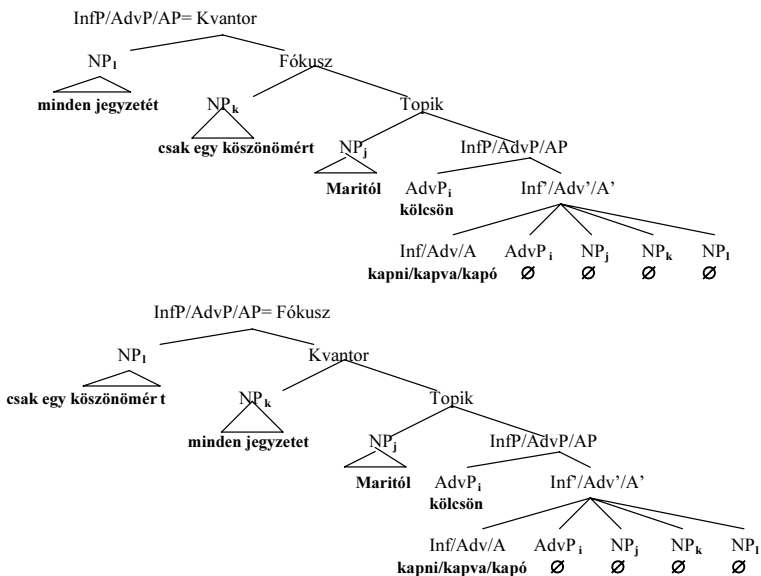 InfP/AdvP/AP= Kvantor
NPl
Fókusz
minden jegyzetét
NPk
Topik
csak egy köszönömért
NPj
InfP/AdvP/AP
Maritól
AdvPi
Inf'/Adv'/A'
kölcsön
Inf/Adv/A AdvPi NPj NPk NPl
kapni/kapva/kapó Ø Ø Ø Ø
InfP/AdvP/AP= Fókusz
NPl
Kvantor
csak egy köszönömér t
NPk
Topik
minden jegyzetet
NPj
InfP/AdvP/AP
Maritól
AdvPi
Inf'/Adv'/A'
kölcsön
Inf/Adv/A AdvPi NPj NPk NPl
kapni/kapva/kapó Ø Ø Ø Ø